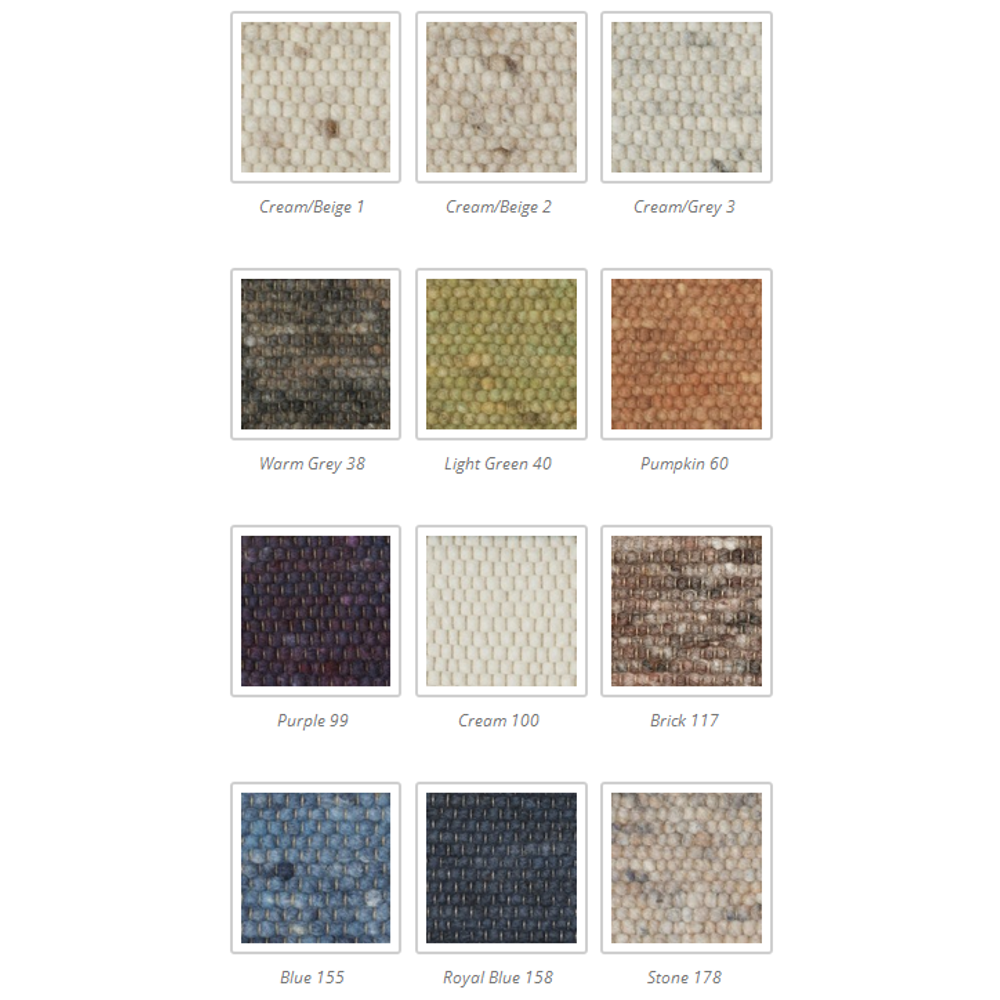 Cream/Beige 1
Cream/Beige 2
Cream/Grey 3
Warm Grey 38
Light Green 40
Pumpkin 60
Purple 99
Cream 100
Brick 117
Blue 155
Royal Blue 158
Stone 178